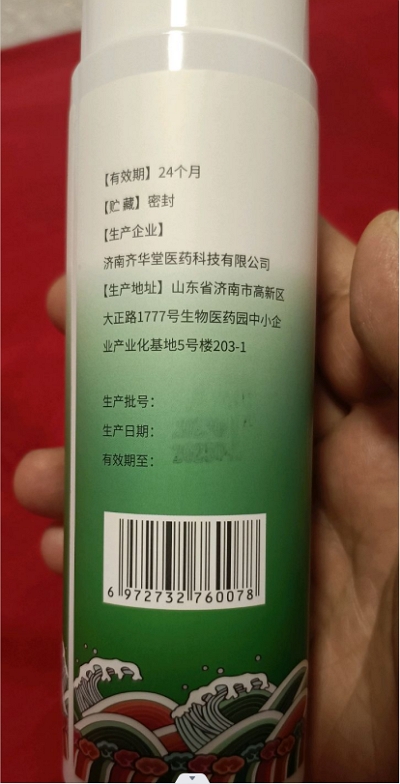 【有效期】24个月
【贮藏】密封
【生产企业】
济南齐华堂医药科技有限公司
【生产地址】山东省济南市高新区
大正路1777号生物医药园中小企
业产业化基地5号楼203-1
生产批号：
生产日期：
有效期至：
6 972732 760078